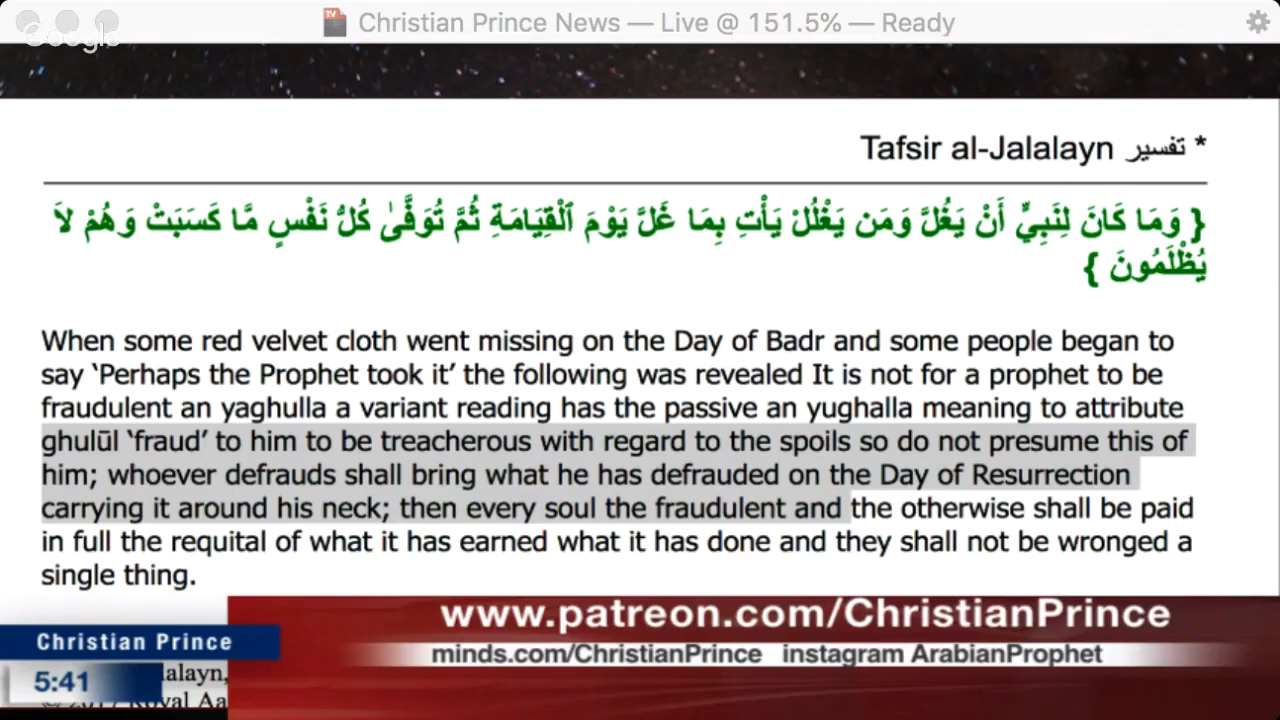 Christian Prince News — Live @ 151.5% — Ready
Google
* تفسير Tafsir al-Jalalayn
{ وَمَا كَانَ لِنَبِيٍّ أَنْ يَغُلَّ وَمَن يَغْلُلْ يَأْتِ بِمَا غَلَّ يَوْمَ ٱلْقِيَامَةِ ثُمَّ تُوَفَّىٰ كُلُّ نَفْسٍ مَّا كَسَبَتْ وَهُمْ لاَ
يُظْلَمُونَ }
When some red velvet cloth went missing on the Day of Badr and some people began to
say ‘Perhaps the Prophet took it’ the following was revealed It is not for a prophet to be
fraudulent an yaghulla a variant reading has the passive an yughalla meaning to attribute
ghulūl ‘fraud’ to him to be treacherous with regard to the spoils so do not presume this of
him; whoever defrauds shall bring what he has defrauded on the Day of Resurrection
carrying it around his neck; then every soul the fraudulent and the otherwise shall be paid
in full the requital of what it has earned what it has done and they shall not be wronged a
single thing.
www.patreon.com/ChristianPrince
Christian Prince
minds.com/ChristianPrince instagram ArabianProphet
5:41
alalayn,